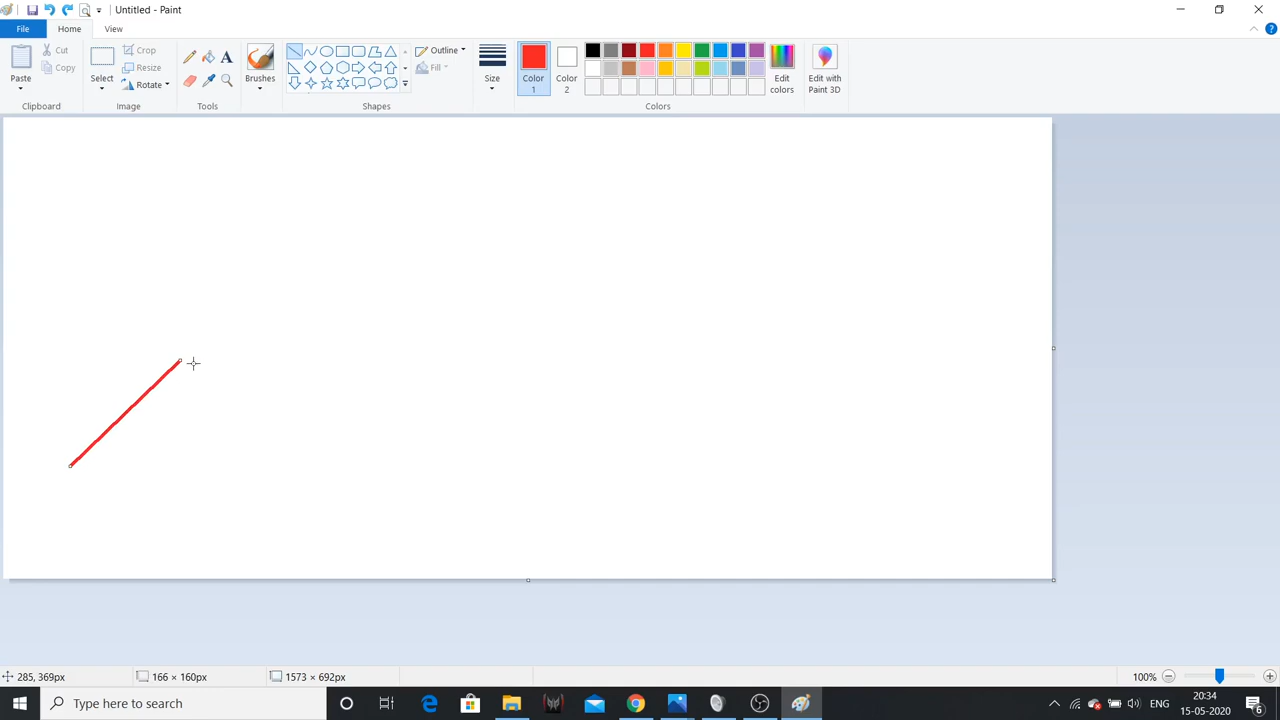 Untitled - Paint
File
Home
View
Paste
Cut
Copy
Clipboard
Select
Crop
Resize
Rotate
Image
A
Tools
Brushes
Outline
Fill
Shapes
Size
Color
1
Color
2
Edit
colors
Colors
Edit with
Paint 3D
285, 369px
166 × 160px
1573 × 692px
100%
Type here to search
ENG
20:34
15-05-2020
6